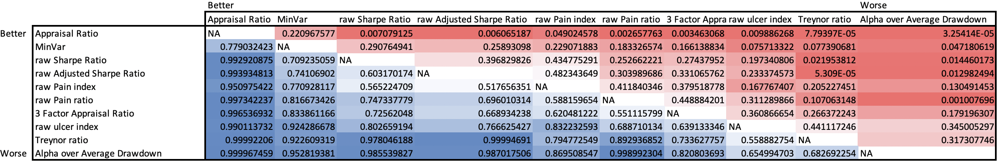 Better Worse
Appraisal Ratio MinVar raw Sharpe Ratio raw Adjusted Sharpe Ratio raw Pain index raw Pain ratio 3 Factor Appra raw ulcer index Treynor ratio Alpha over Average Drawdown
Better Appraisal Ratio NA 0.220967577 0.007079125 0.006065187 0.049024578 0.002657763 0.003463068 0.009886268 7.79397E-05 3.25414E-05
MinVar 0.779032423 NA 0.290764941 0.25893098 0.229071883 0.183326574 0.166138834 0.075713322 0.077390681 0.047180619
raw Sharpe Ratio 0.992920875 0.709235059 NA 0.396829826 0.434775291 0.252662221 0.27437952 0.197340806 0.021953812 0.014460173
raw Adjusted Sharpe Ratio 0.993934813 0.74106902 0.603170174 NA 0.482343649 0.303989686 0.331065762 0.233374573 5.309E-05 0.012982494
raw Pain index 0.950975422 0.770928117 0.565224709 0.517656351 NA 0.411840346 0.379518778 0.167767407 0.205227451 0.130491453
raw Pain ratio 0.997342237 0.816673426 0.747337779 0.696010314 0.588159654 NA 0.448884201 0.311289866 0.107063148 0.001007696
3 Factor Appraisal Ratio 0.996536932 0.833861166 0.72562048 0.668934238 0.620481222 0.551115799 NA 0.360866654 0.266372243 0.179196307
raw ulcer index 0.990113732 0.924286678 0.802659194 0.766625427 0.832232593 0.688710134 0.639133346 NA 0.441117246 0.345005297
Treynor ratio 0.99992206 0.922609319 0.978046188 0.99994691 0.794772549 0.892936852 0.733627757 0.558882754 NA 0.317307746
Worse Alpha over Average Drawdown 0.999967459 0.952819381 0.985539827 0.987017506 0.869508547 0.998992304 0.820803693 0.654994703 0.682692254 NA